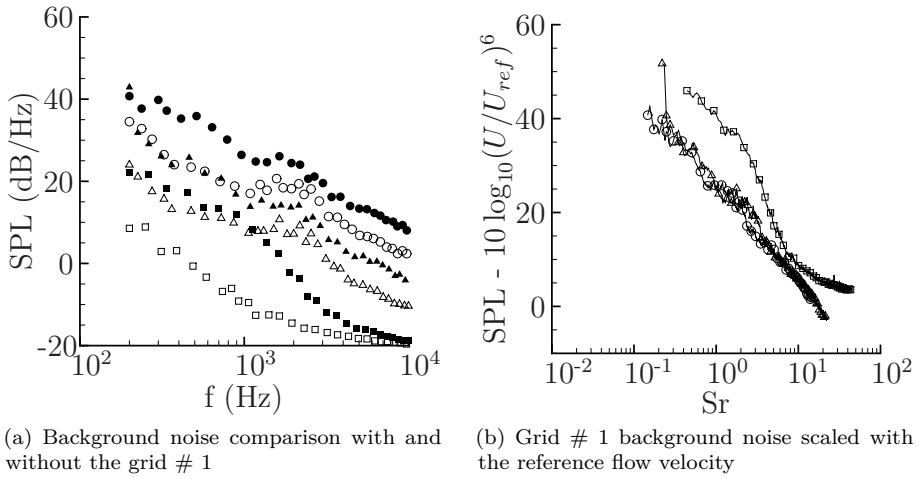 60
40
20
0
-20
10^2
10^3
10^4
SPL (dB/Hz)
f (Hz)
(a) Background noise comparison with and
without the grid # 1
60
40
20
0
10^-2
10^-1
10^0
10^1
10^2
SPL - 10 log_10(U/U_ref)^6
Sr
(b) Grid # 1 background noise scaled with
the reference flow velocity